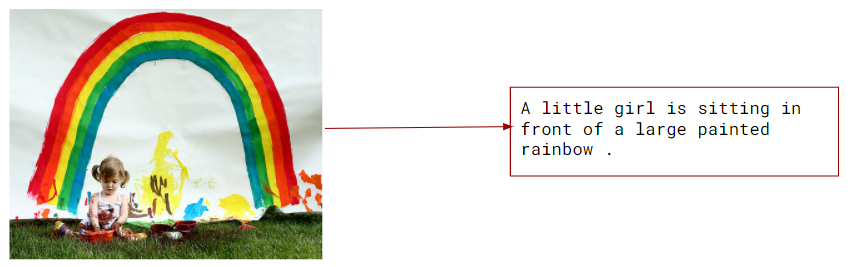 A little girl is sitting in
front of a large painted
rainbow .